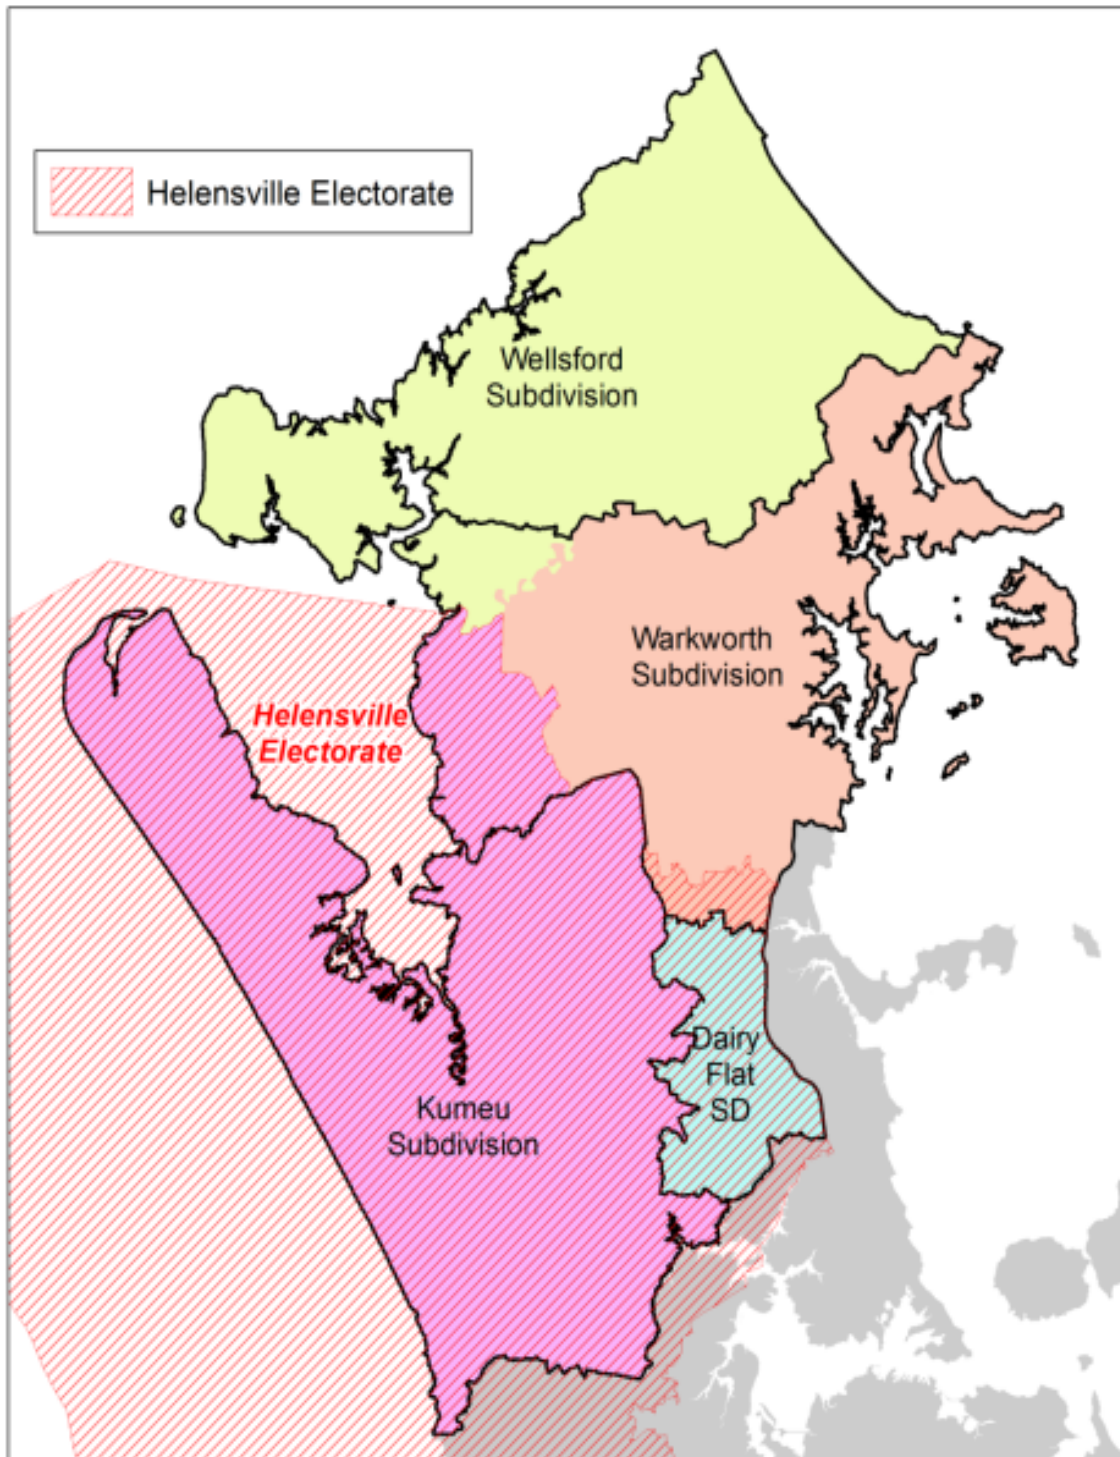 Helensville Electorate
Wellsford
Subdivision
Warkworth
Subdivision
Helensville
Electorate
Dairy
Flat
SD
Kumeu
Subdivision